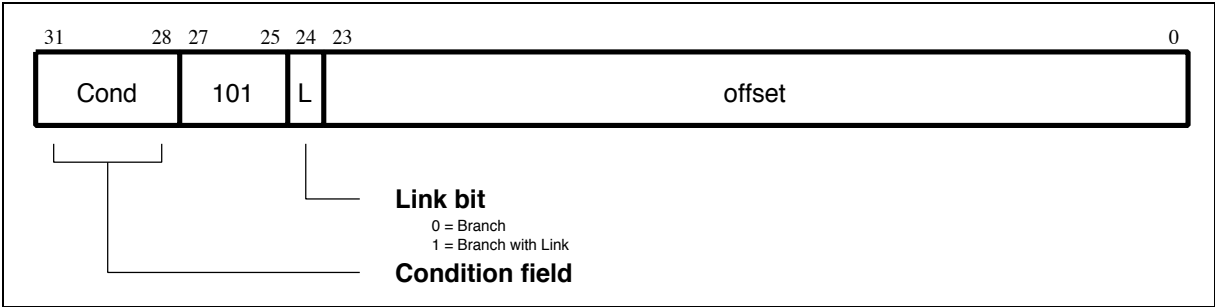 31 28 27 25 24 23 0
Cond 101 L offset
Link bit
0 = Branch
1 = Branch with Link
Condition field